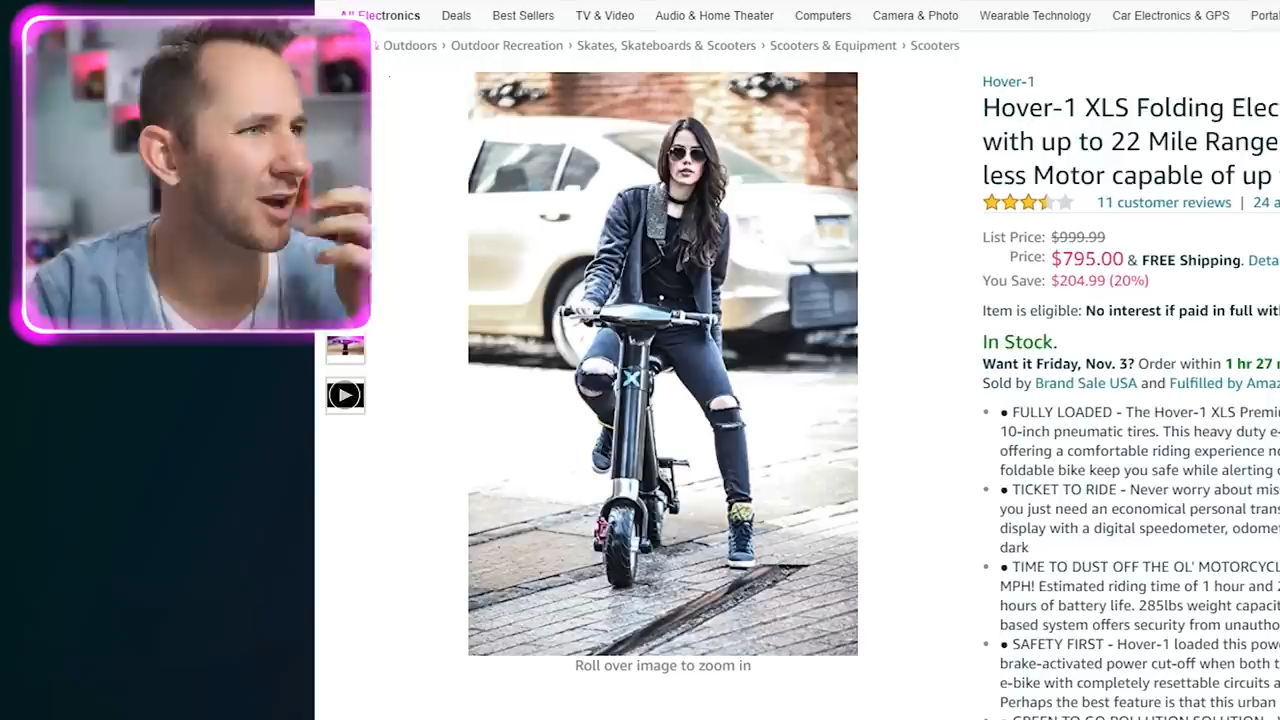 All Electronics Deals Best Sellers TV & Video Audio & Home Theater Computers Camera & Photo Wearable Technology Car Electronics & GPS
& Outdoors › Outdoor Recreation › Skates, Skateboards & Scooters › Scooters & Equipment › Scooters
Hover-1
Hover-1 XLS Folding Elec
with up to 22 Mile Range
less Motor capable of up
11 customer reviews | 24 a
List Price: $999.99
Price: $795.00 & FREE Shipping. Deta
You Save: $204.99 (20%)
Item is eligible: No interest if paid in full wit
In Stock.
Want it Friday, Nov. 3? Order within 1 hr 27
Sold by Brand Sale USA and Fulfilled by Amaz
● FULLY LOADED - The Hover-1 XLS Premi
10-inch pneumatic tires. This heavy duty e-
offering a comfortable riding experience
foldable bike keep you safe while alerting
● TICKET TO RIDE - Never worry about mis
you just need an economical personal trans
display with a digital speedometer, odome
dark
● TIME TO DUST OFF THE OL' MOTORCYCL
MPH! Estimated riding time of 1 hour and
hours of battery life. 285lbs weight capaci
based system offers security from unautho
● SAFETY FIRST - Hover-1 loaded this pow
brake-activated power cut-off when both
e-bike with completely resettable circuits
Perhaps the best feature is that this urban
X
Roll over image to zoom in